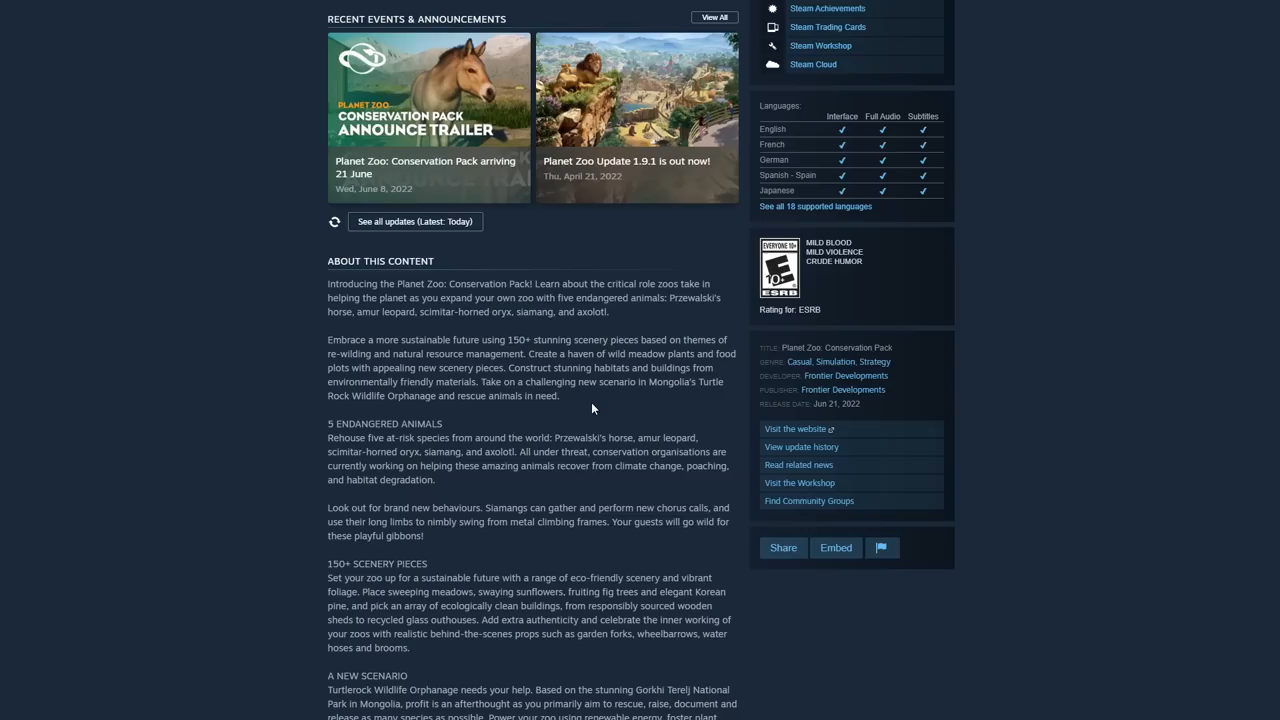 RECENT EVENTS & ANNOUNCEMENTS
View All
PLANET ZOO
CONSERVATION PACK
ANNOUNCE TRAILER
Planet Zoo: Conservation Pack arriving
21 June
Wed, June 8, 2022
Planet Zoo Update 1.9.1 is out now!
Thu, April 21, 2022
See all updates (Latest: Today)
ABOUT THIS CONTENT
Introducing the Planet Zoo: Conservation Pack! Learn about the critical role zoos take in
helping the planet as you expand your own zoo with five endangered animals: Przewalski's
horse, amur leopard, scimitar-horned oryx, siamang, and axolotl.
Embrace a more sustainable future using 150+ stunning scenery pieces based on themes of
re-wilding and natural resource management. Create a haven of wild meadow plants and food
plots with appealing new scenery pieces. Construct stunning habitats and buildings from
environmentally friendly materials. Take on a challenging new scenario in Mongolia's Turtle
Rock Wildlife Orphanage and rescue animals in need.
5 ENDANGERED ANIMALS
Rehouse five at-risk species from around the world: Przewalski's horse, amur leopard,
scimitar-horned oryx, siamang, and axolotl. All under threat, conservation organisations are
currently working on helping these amazing animals recover from climate change, poaching,
and habitat degradation.
Look out for brand new behaviours. Siamangs can gather and perform new chorus calls, and
use their long limbs to nimbly swing from metal climbing frames. Your guests will go wild for
these playful gibbons!
150+ SCENERY PIECES
Set your zoo up for a sustainable future with a range of eco-friendly scenery and vibrant
foliage. Place sweeping meadows, swaying sunflowers, fruiting fig trees and elegant Korean
pine, and pick an array of ecologically clean buildings, from responsibly sourced wooden
sheds to recycled glass outhouses. Add extra authenticity and celebrate the inner working of
your zoos with realistic behind-the-scenes props such as garden forks, wheelbarrows, water
hoses and brooms.
A NEW SCENARIO
Turtlerock Wildlife Orphanage needs your help. Based on the stunning Gorkhi Terelj National
Park in Mongolia, profit is an afterthought as you primarily aim to rescue, raise, document and
release as many species as possible. Power your zoo using renewable energy, foster plant
Steam Achievements
Steam Trading Cards
Steam Workshop
Steam Cloud
Languages:
Interface Full Audio Subtitles
English ✔ ✔ ✔
French ✔ ✔ ✔
German ✔ ✔ ✔
Spanish - Spain ✔ ✔ ✔
Japanese ✔ ✔ ✔
See all 18 supported languages
EVERYONE 10+
E
10+
ESRB
MILD BLOOD
MILD VIOLENCE
CRUDE HUMOR
Rating for: ESRB
TITLE: Planet Zoo: Conservation Pack
GENRE: Casual, Simulation, Strategy
DEVELOPER: Frontier Developments
PUBLISHER: Frontier Developments
RELEASE DATE: Jun 21, 2022
Visit the website
View update history
Read related news
Visit the Workshop
Find Community Groups
Share
Embed